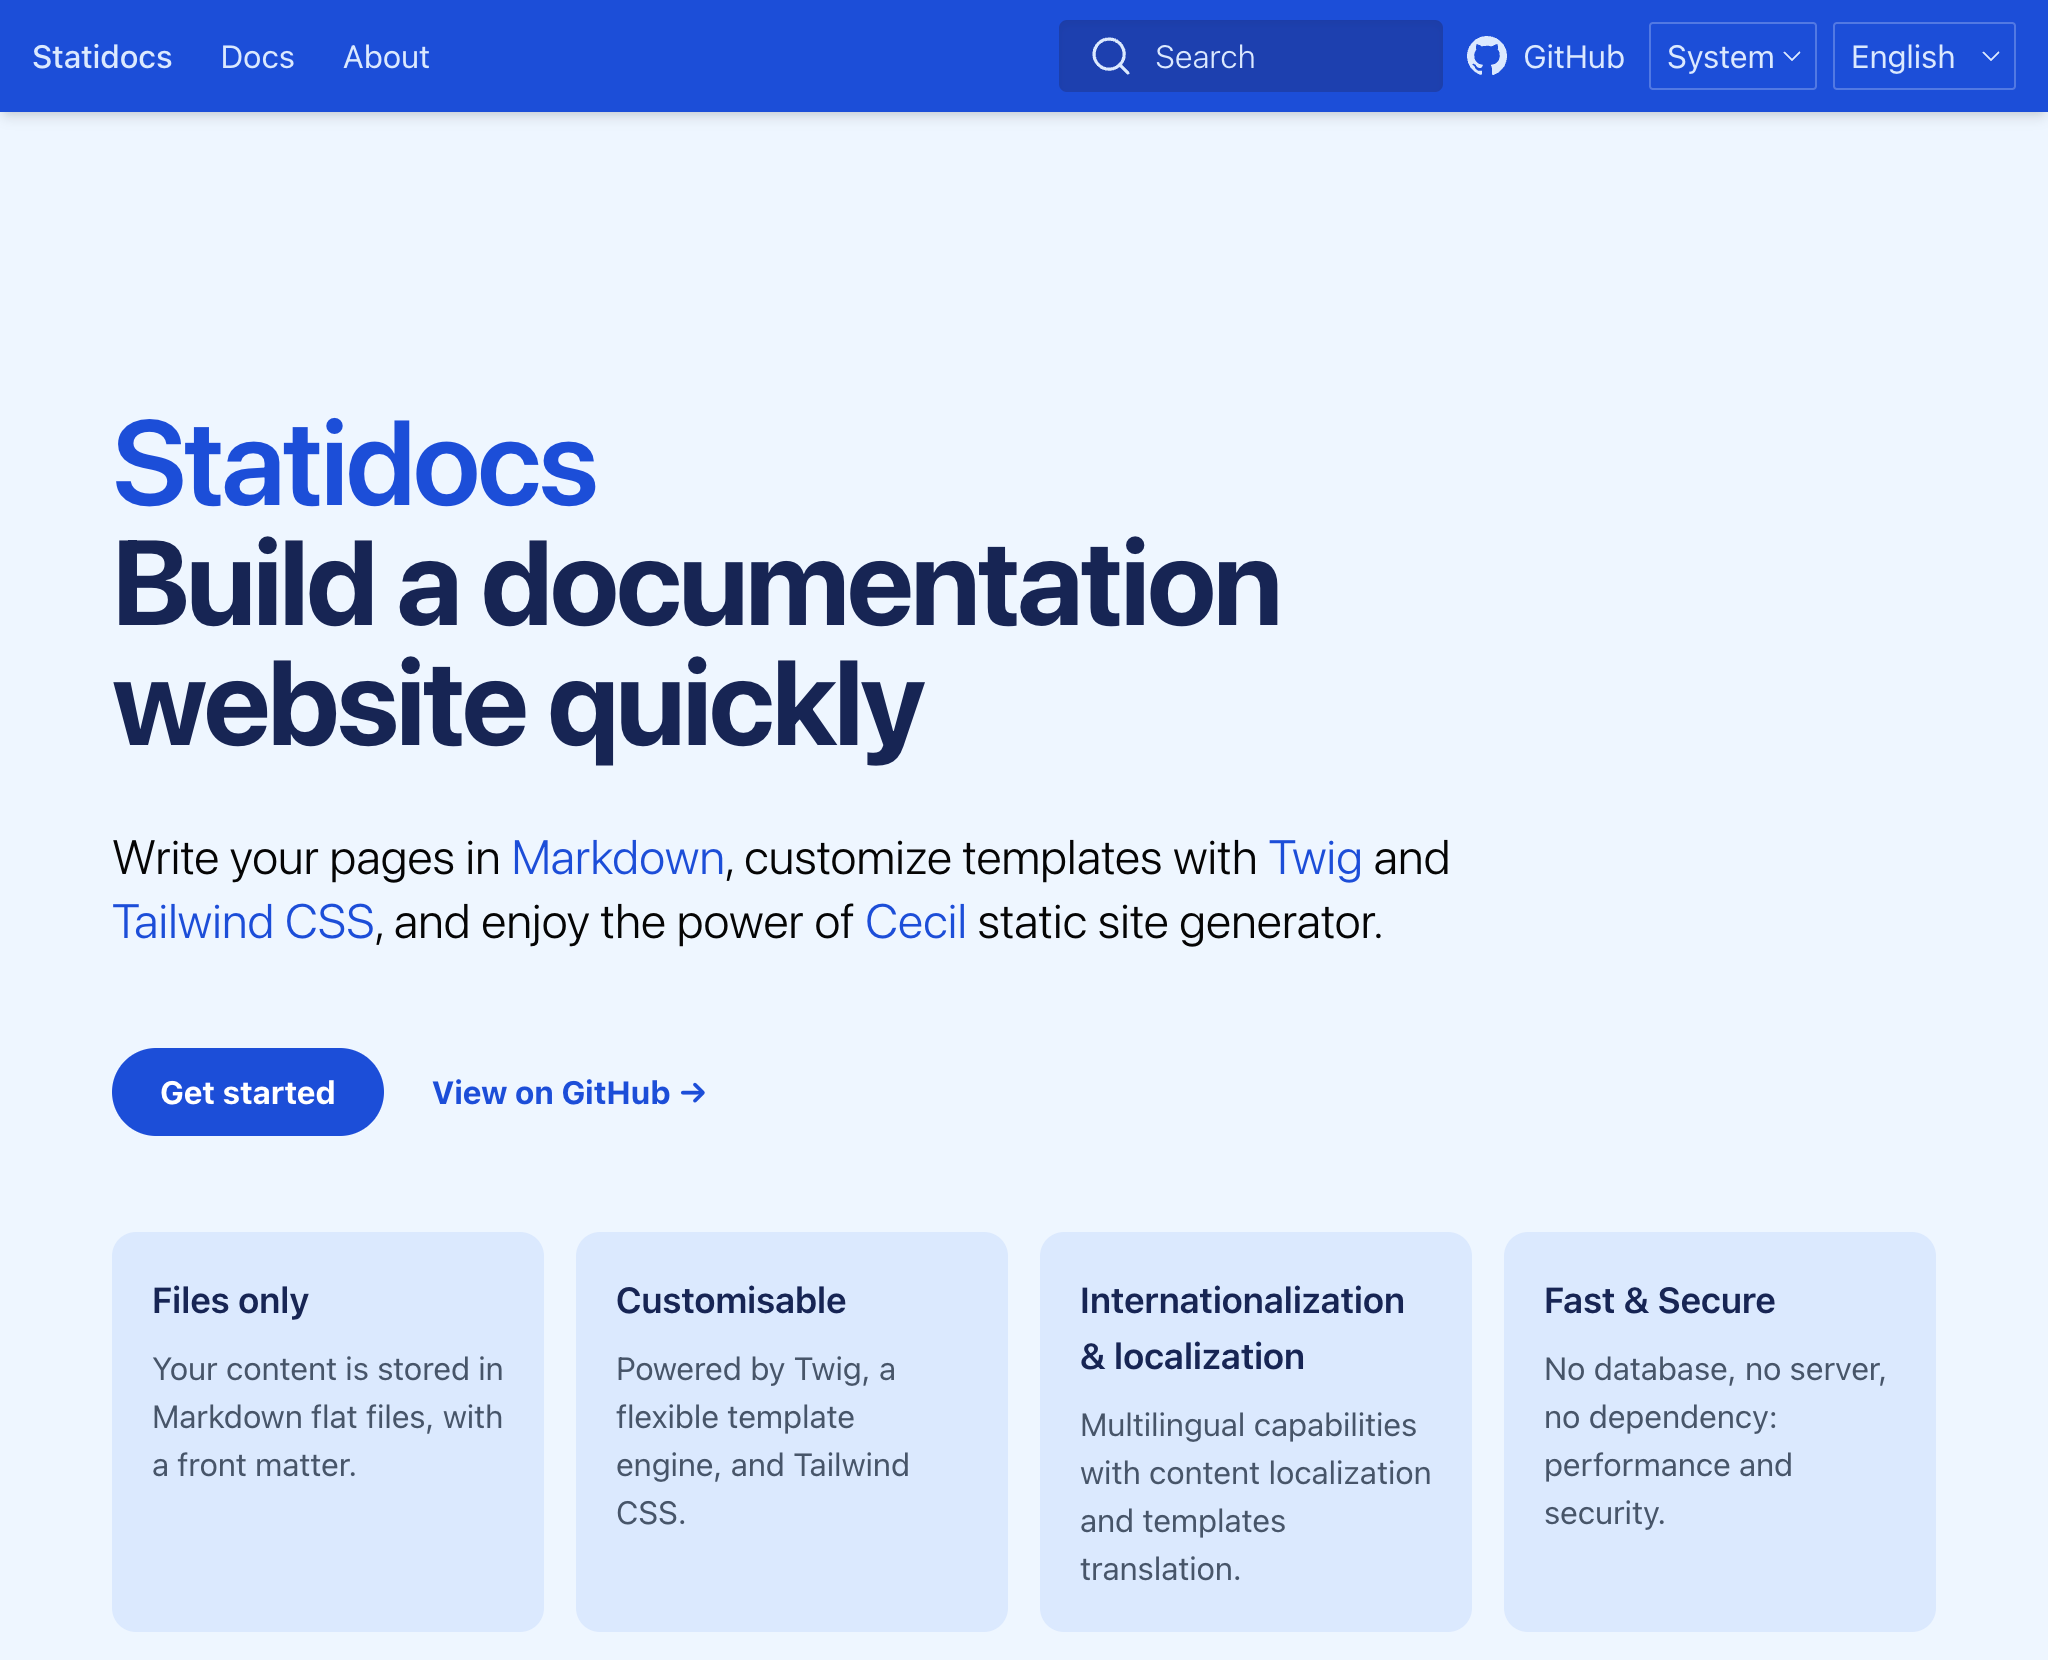 Statidocs Docs About Search GitHub System English
Statidocs
Build a documentation
website quickly
Write your pages in Markdown, customize templates with Twig and
Tailwind CSS, and enjoy the power of Cecil static site generator.
Get started View on GitHub →
Files only
Your content is stored in
Markdown flat files, with
a front matter.
Customisable
Powered by Twig, a
flexible template
engine, and Tailwind
CSS.
Internationalization
& localization
Multilingual capabilities
with content localization
and templates
translation.
Fast & Secure
No database, no server,
no dependency:
performance and
security.